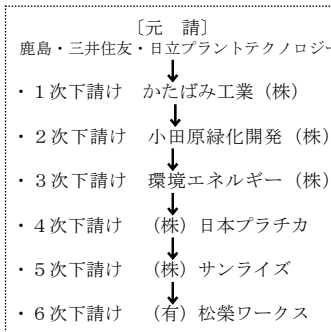 〔元　請〕
鹿島・三井住友・日立プラントテクノロジー
・１次下請け　かたばみ工業（株）
・２次下請け　小田原緑化開発（株）
・３次下請け　環境エネルギー（株）
・４次下請け　（株）日本プラチカ
・５次下請け　（株）サンライズ
・６次下請け　（有）松榮ワークス